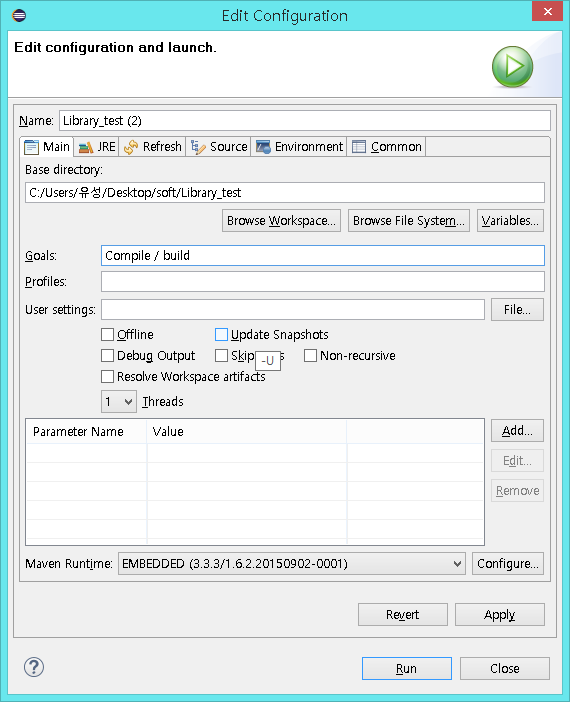 Edit Configuration
Edit configuration and launch.
Name: Library_test (2)
Main JRE Refresh Source Environment Common
Base directory:
C:/Users/유성/Desktop/soft/Library_test
Browse Workspace... Browse File System... Variables...
Goals: Compile / build
Profiles:
User settings: File...
Offline Update Snapshots
Debug Output Non-recursive
-U
Resolve Workspace artifacts
1 Threads
Parameter Name Value Add...
Edit...
Remove
Maven Runtime: EMBEDDED (3.3.3/1.6.2.20150902-0001) Configure...
Revert Apply
? Run Close